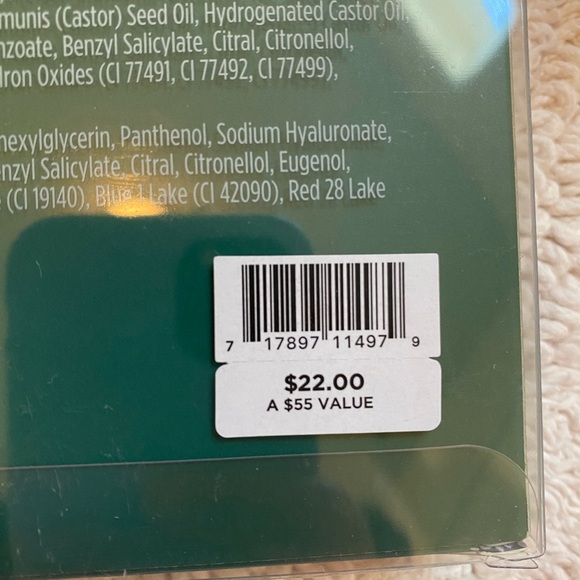 munis (Castor) Seed Oil, Hydrogenated Castor Oil,
nzoate, Benzyl Salicylate, Citral, Citronellol,
Iron Oxides (CI 77491, CI 77492, CI 77499),
hexylglycerin, Panthenol, Sodium Hyaluronate,
enzyl Salicylate, Citral, Citronellol, Eugenol,
(CI 19140), Blue 1 Lake (CI 42090), Red 28 Lake
7 17897 11497 9
$22.00
A $55 VALUE